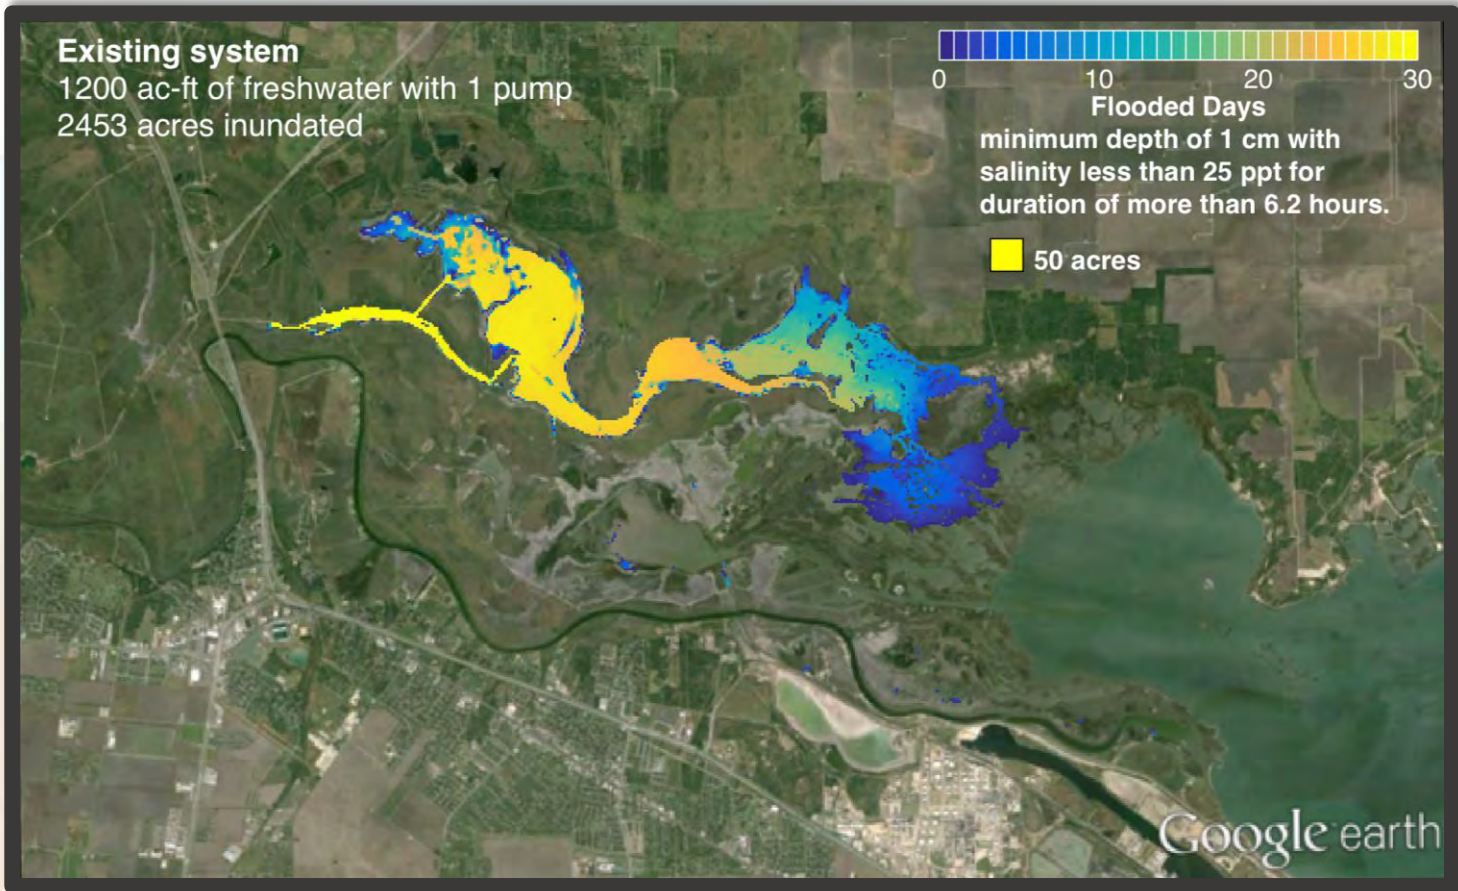 Existing system
1200 ac-ft of freshwater with 1 pump
2453 acres inundated
0 10 20 30
Flooded Days
minimum depth of 1 cm with
salinity less than 25 ppt for
duration of more than 6.2 hours.
50 acres
Google earth